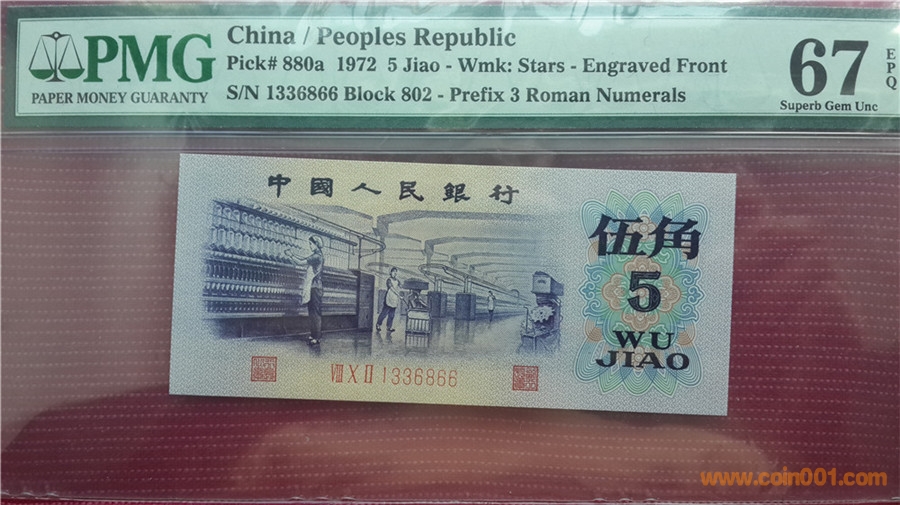 PMG
PAPER MONEY GUARANTY
China / Peoples Republic
Pick# 880a 1972 5 Jiao - Wmk: Stars - Engraved Front
S/N 1336866 Block 802 - Prefix 3 Roman Numerals
67
EPQ
Superb Gem Unc
中國人民銀行
伍角
5
WU
JIAO
VIII X II 1336866
www.coin001.com